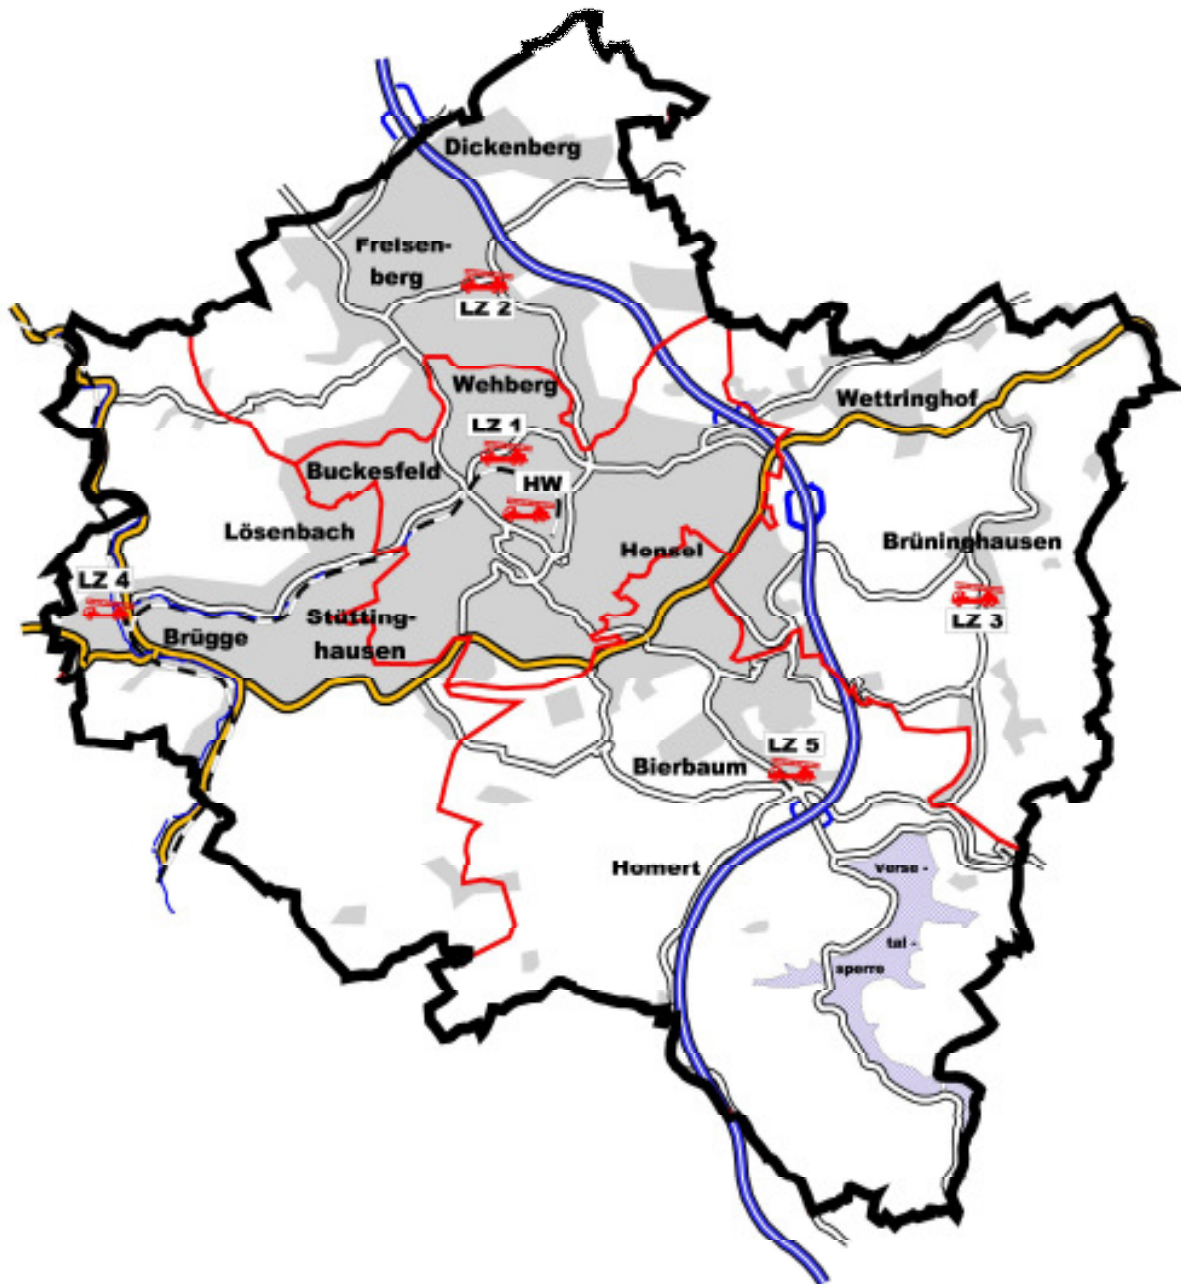 Dickenberg
Freisen-
berg
LZ 2
Wehberg
Wettringhof
LZ 1
Buckesfeld
HW
Lösenbach
Honsel
Brüninghausen
LZ 4
Stütting-
hausen
LZ 3
Brügge
LZ 5
Bierbaum
Homert
Verse -
tal -
sperre